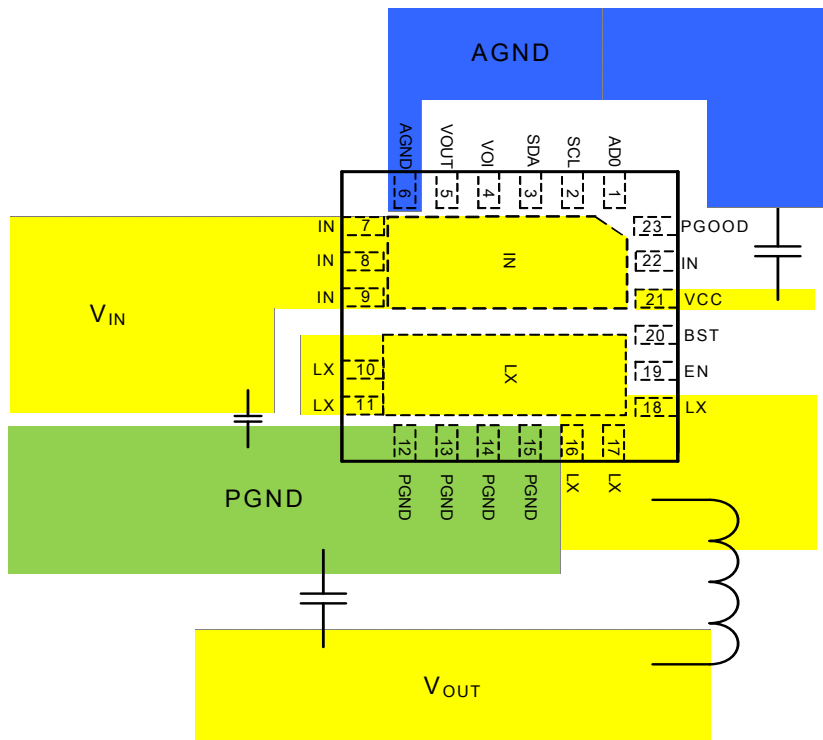 AGND
AGND
VOUT
VOI
SDA
SCL
AD0
6
5
4
3
2
1
IN 7
IN 8
IN 9
IN
23 PGOOD
22 IN
21 VCC
20 BST
19 EN
18 LX
VIN
LX 10
LX 11
LX
12
13
14
15
16
17
PGND
PGND
PGND
PGND
LX
LX
PGND
VOUT